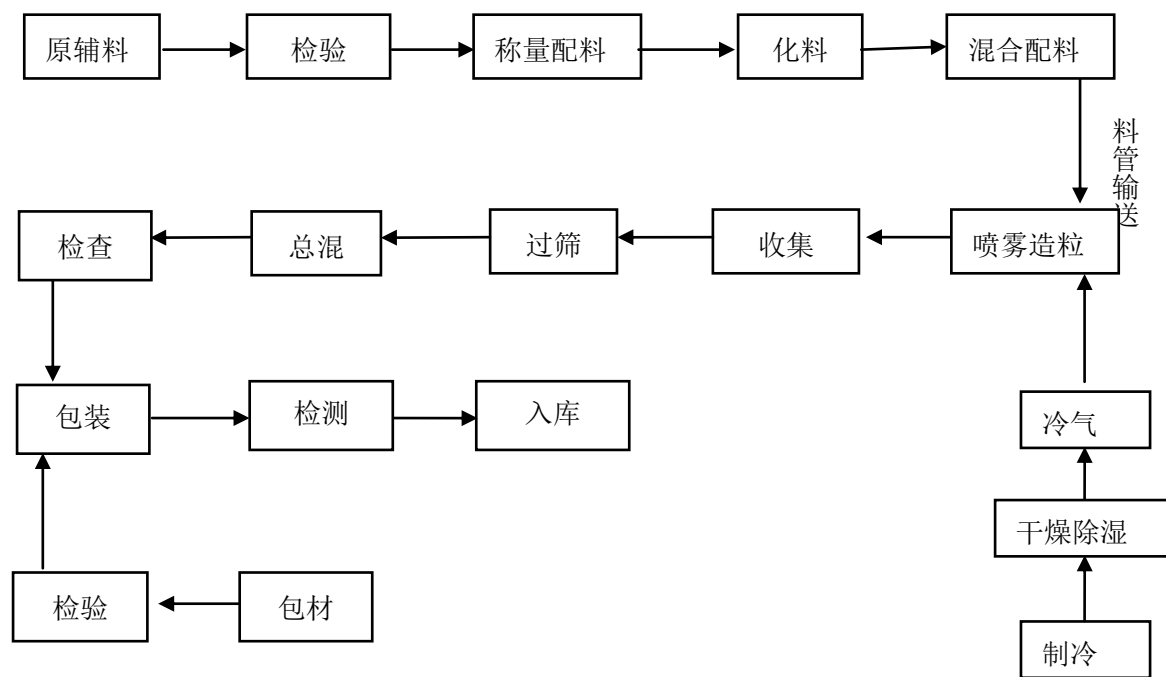 原辅料
检验
称量配料
化料
混合配料
料管输送
检查
总混
过筛
收集
喷雾造粒
包装
检测
入库
冷气
干燥除湿
检验
包材
制冷